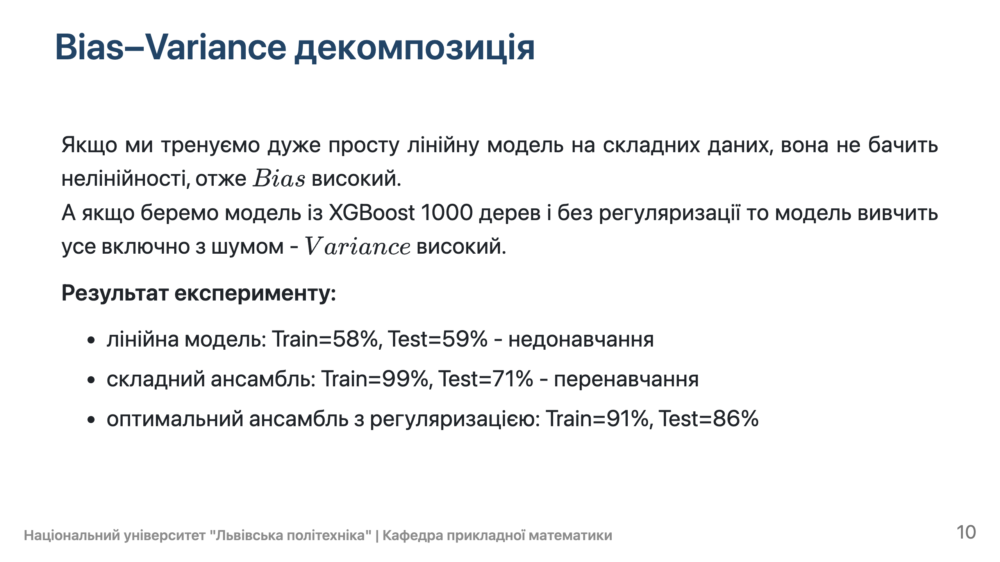 Bias–Variance декомпозиція
Якщо ми тренуємо дуже просту лінійну модель на складних даних, вона не бачить
нелінійності, отже Bias високий.
А якщо беремо модель із XGBoost 1000 дерев і без регуляризації то модель вивчить
усе включно з шумом - Variance високий.
Результат експерименту:
• лінійна модель: Train=58%, Test=59% - недонавчання
• складний ансамбль: Train=99%, Test=71% - перенавчання
• оптимальний ансамбль з регуляризацією: Train=91%, Test=86%
Національний університет "Львівська політехніка" | Кафедра прикладної математики
10